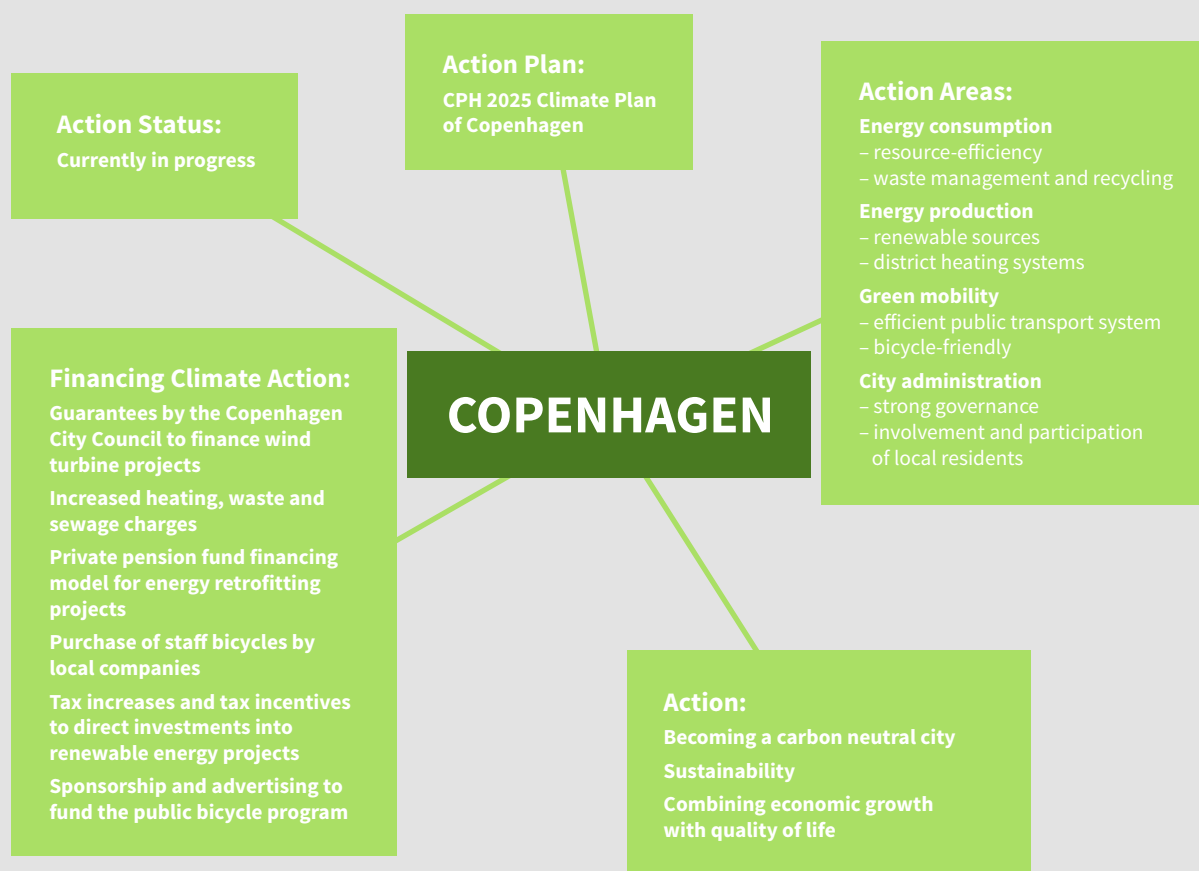 Action Plan:
CPH 2025 Climate Plan
of Copenhagen
Action Status:
Currently in progress
Action Areas:
Energy consumption
– resource-efficiency
– waste management and recycling
Energy production
– renewable sources
– district heating systems
Green mobility
– efficient public transport system
– bicycle-friendly
City administration
– strong governance
– involvement and participation
of local residents
COPENHAGEN
Financing Climate Action:
Guarantees by the Copenhagen
City Council to finance wind
turbine projects
Increased heating, waste and
sewage charges
Private pension fund financing
model for energy retrofitting
projects
Purchase of staff bicycles by
local companies
Tax increases and tax incentives
to direct investments into
renewable energy projects
Sponsorship and advertising to
fund the public bicycle program
Action:
Becoming a carbon neutral city
Sustainability
Combining economic growth
with quality of life